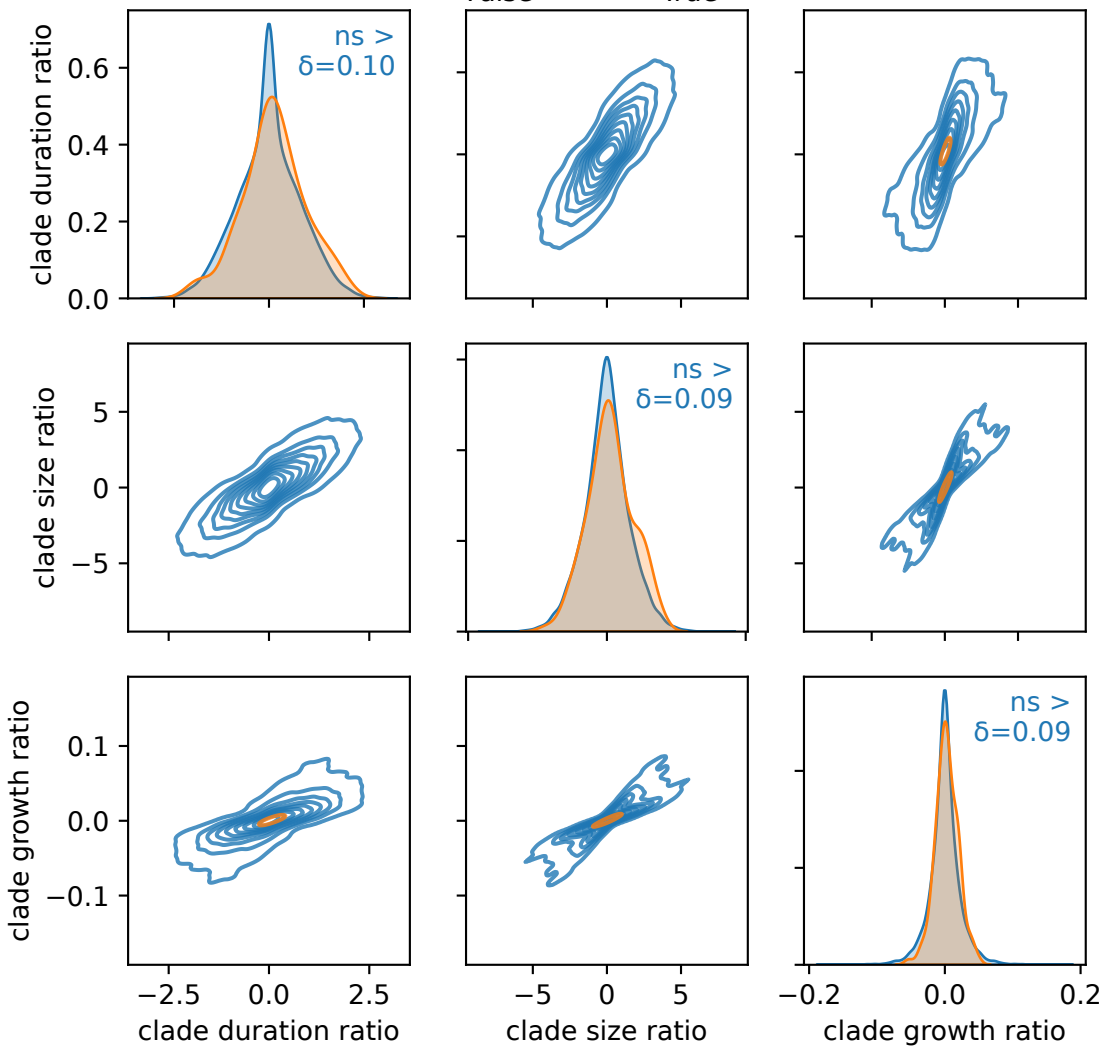 ns >
δ=0.10
clade duration ratio
0.6
0.4
0.2
0.0
ns >
δ=0.09
clade size ratio
5
0
−5
ns >
δ=0.09
clade growth ratio
0.1
0.0
−0.1
−2.5 0.0 2.5 −5 0 5 −0.2 0.0 0.2
clade duration ratio clade size ratio clade growth ratio